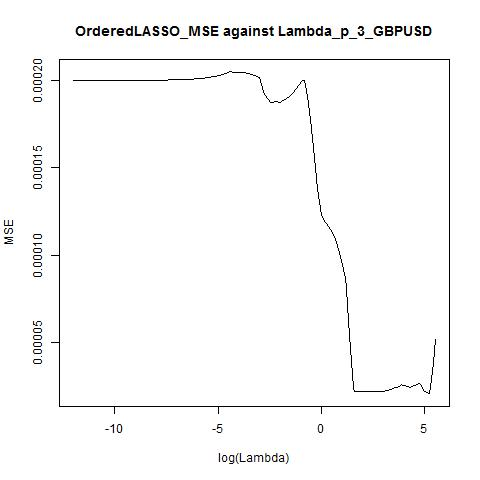 OrderedLASSO_MSE against Lambda_p_3_GBPUSD
0.00020
0.00015
0.00010
0.00005
MSE
-10 -5 0 5
log(Lambda)